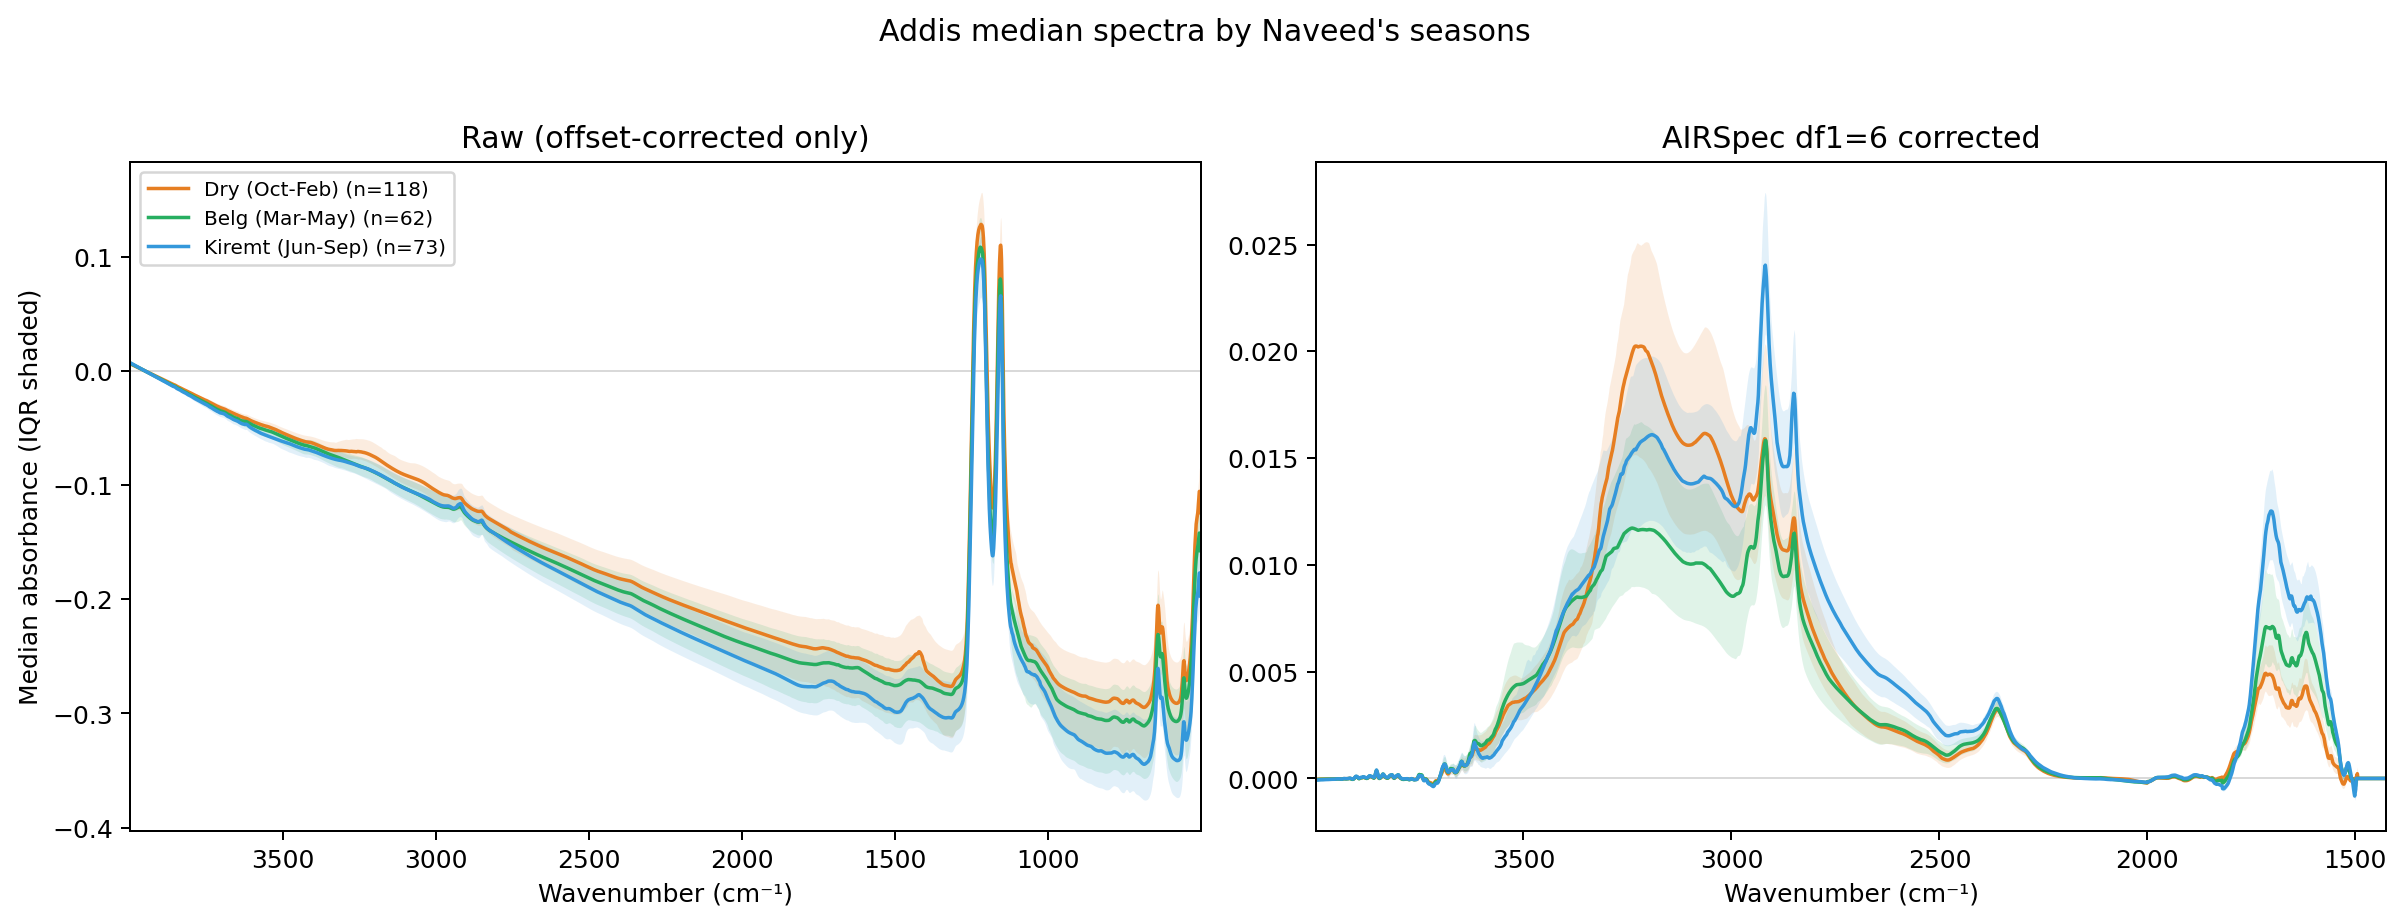 Addis median spectra by Naveed's seasons
Raw (offset-corrected only)
Dry (Oct-Feb) (n=118)
Belg (Mar-May) (n=62)
Kiremt (Jun-Sep) (n=73)
Median absorbance (IQR shaded)
0.1
0.0
−0.1
−0.2
−0.3
−0.4
3500 3000 2500 2000 1500 1000
Wavenumber (cm⁻¹)
AIRSpec df1=6 corrected
0.025
0.020
0.015
0.010
0.005
0.000
3500 3000 2500 2000 1500
Wavenumber (cm⁻¹)